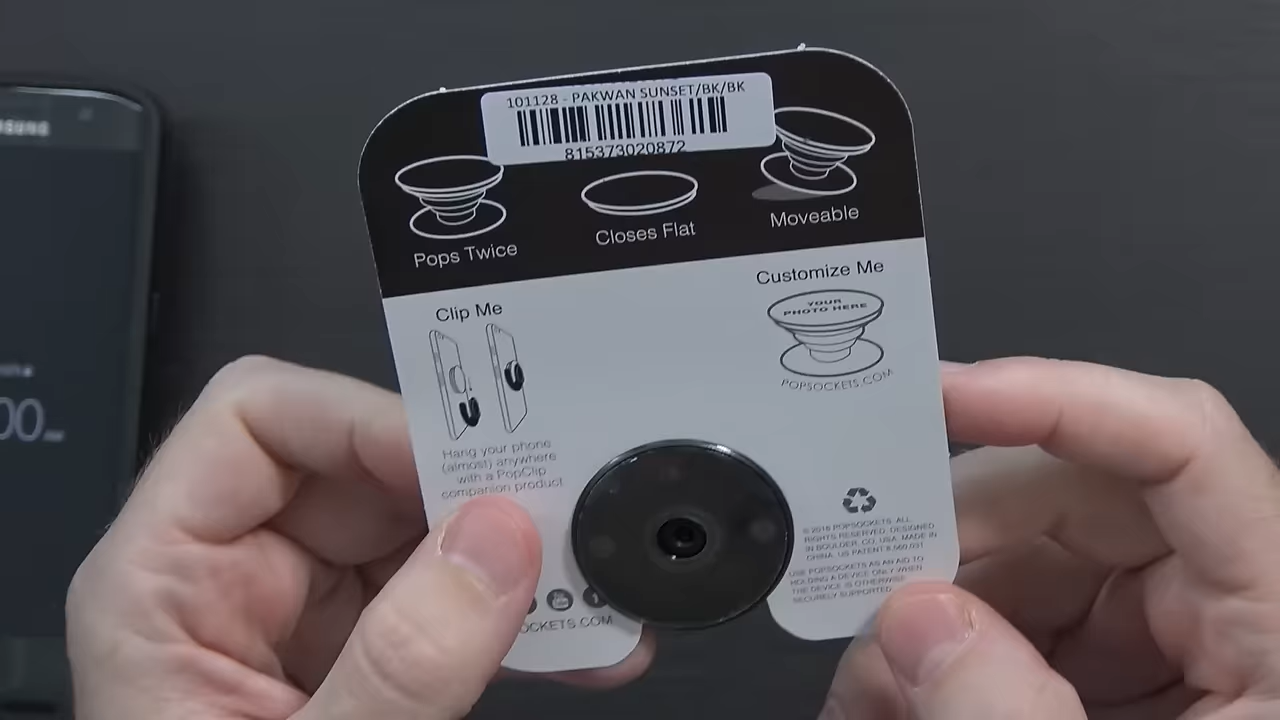 101128 - PAKWAN SUNSET/BK/BK
815373020872
Pops Twice
Closes Flat
Moveable
Clip Me
Customize Me
YOUR
PHOTO HERE
POPSOCKETS.COM
Hang your phone
(almost) anywhere
with a PopClip
companion product
© 2016 POPSOCKETS. ALL
RIGHTS RESERVED. DESIGNED
IN BOULDER, CO, USA. MADE IN
CHINA. US PATENT 8,560,031
USE POPSOCKETS AS AN AID TO
HOLDING A DEVICE ONLY WHEN
THE DEVICE IS OTHERWISE
SECURELY SUPPORTED.
OCKETS.COM
SUNG
00